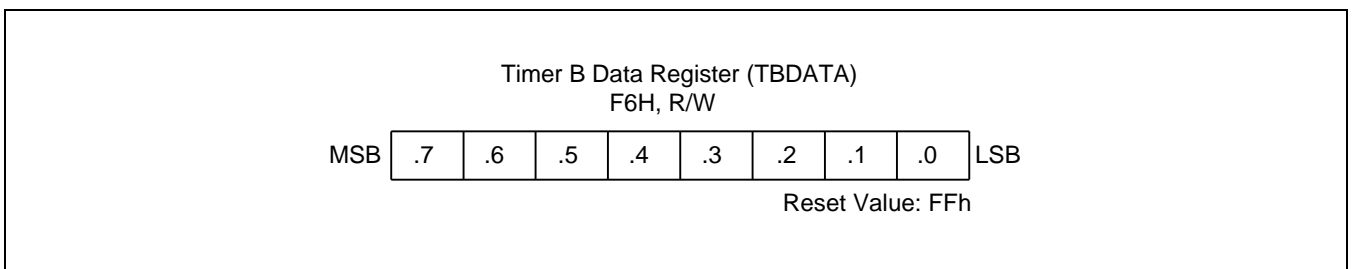 Timer B Data Register (TBDATA)
F6H, R/W
MSB .7 .6 .5 .4 .3 .2 .1 .0 LSB
Reset Value: FFh